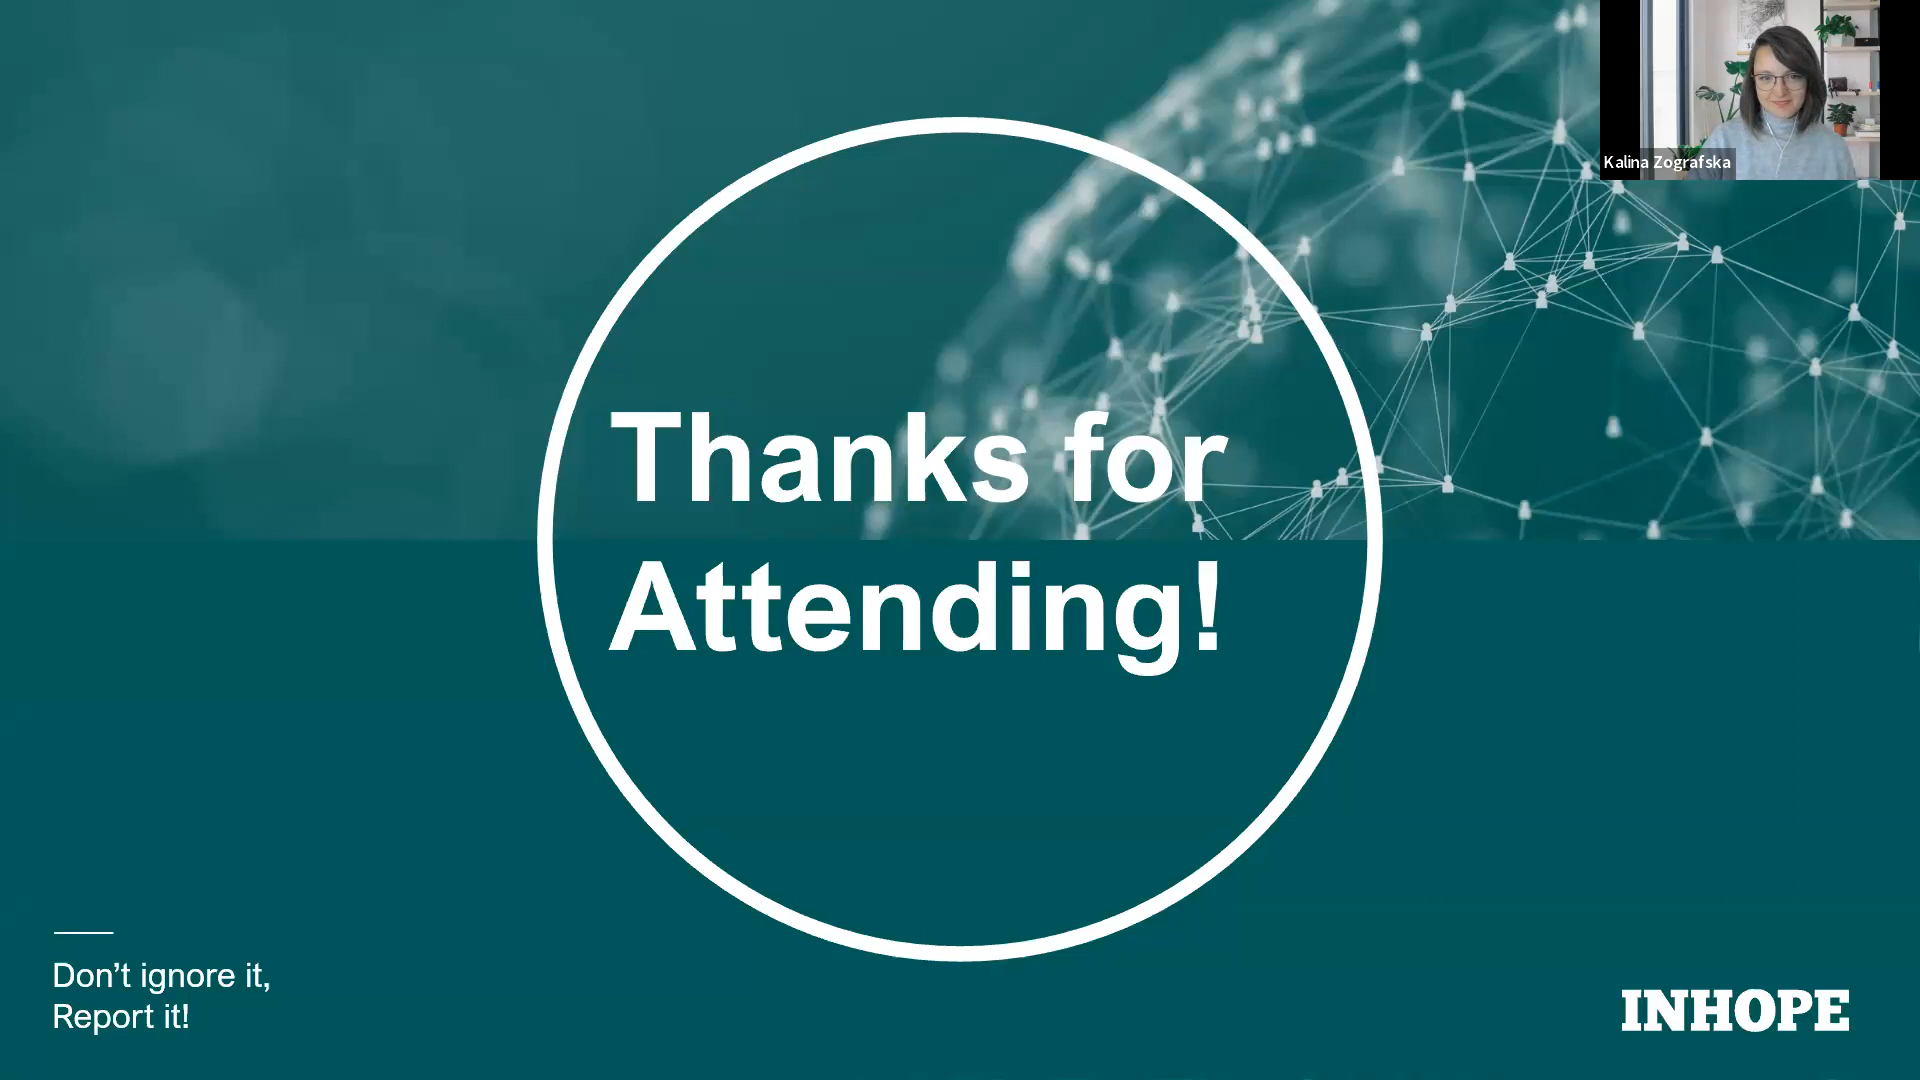 Kalina Zografska
Thanks for
Attending!
Don’t ignore it,
Report it!
INHOPE